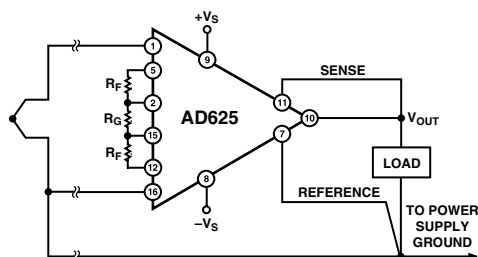 +VS
1
9
5
RF
SENSE
2
11
RG
AD625
10
VOUT
15
7
RF
LOAD
12
8
REFERENCE
16
TO POWER
SUPPLY
GROUND
–VS